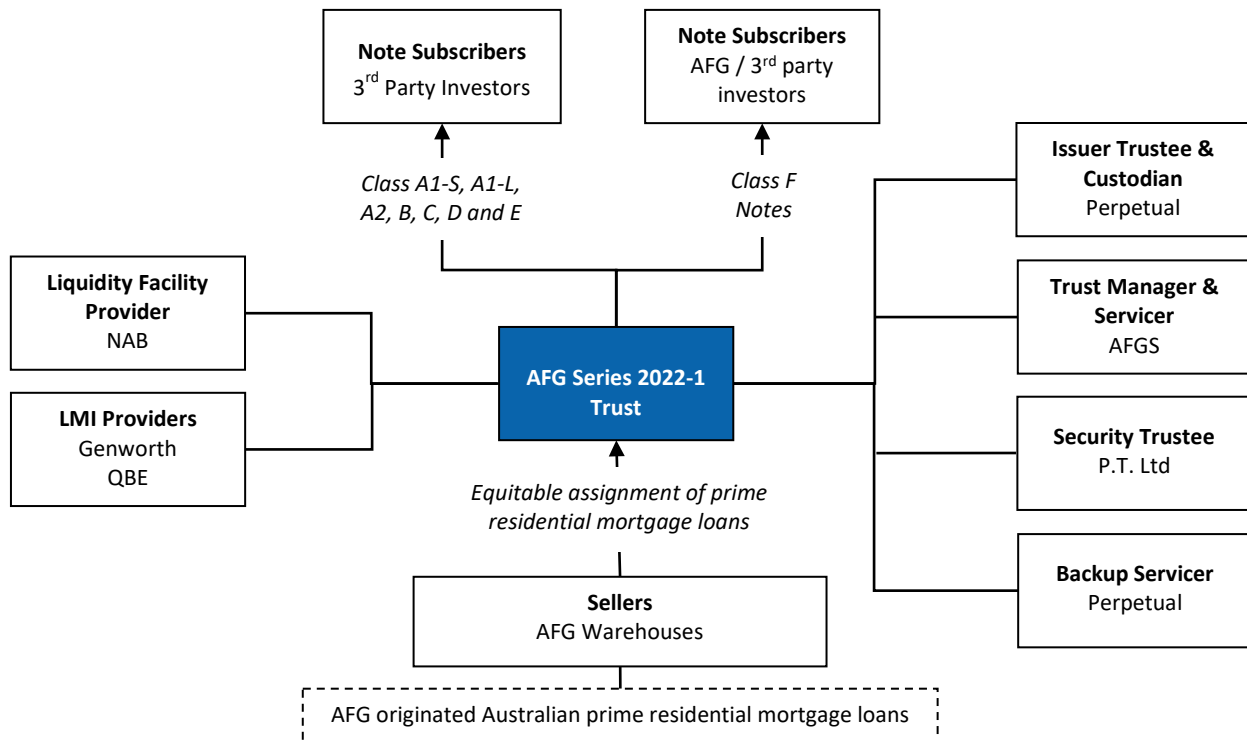 Note Subscribers
3rd Party Investors
Note Subscribers
AFG / 3rd party
investors
Class A1-S, A1-L,
A2, B, C, D and E
Class F
Notes
Issuer Trustee &
Custodian
Perpetual
Liquidity Facility
Provider
NAB
Trust Manager &
Servicer
AFGS
AFG Series 2022-1
Trust
LMI Providers
Genworth
QBE
Security Trustee
P.T. Ltd
Equitable assignment of prime
residential mortgage loans
Backup Servicer
Perpetual
Sellers
AFG Warehouses
AFG originated Australian prime residential mortgage loans